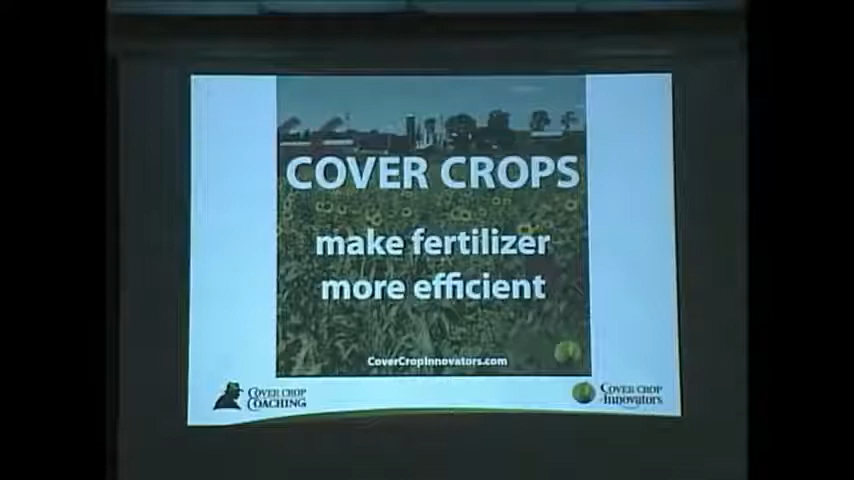 COVER CROPS
make fertilizer
more efficient
CoverCropInnovators.com
COVER CROP
COACHING
COVER CROP
Innovators